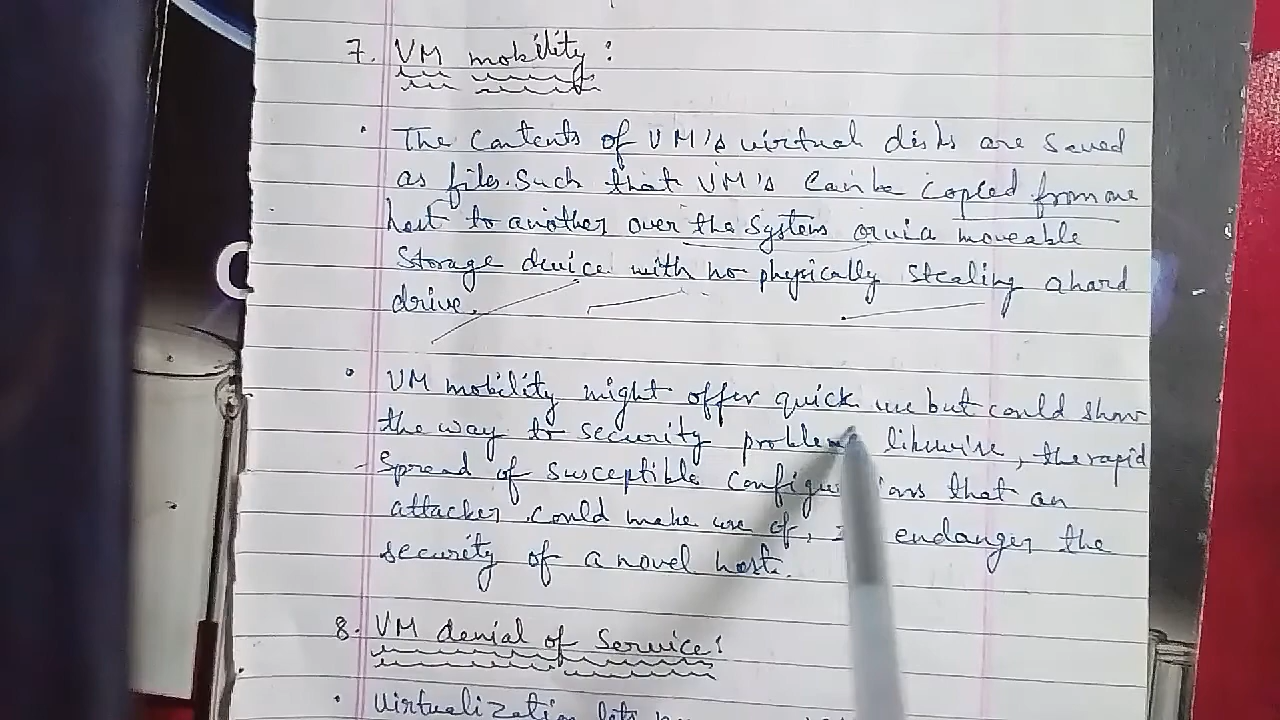 7. VM mobility :
• The contents of VM's virtual disks are saved
as files. Such that VM's can be copied from one
host to another over the system or via moveable
storage device with no physically stealing a hard
drive.
• VM mobility might offer quick use but could show
the way to security problems likewise, the rapid
spread of susceptible that an
attacker could make use of, endanger the
security of a novel host.
8. VM denial of Service:
• Virtualization lets